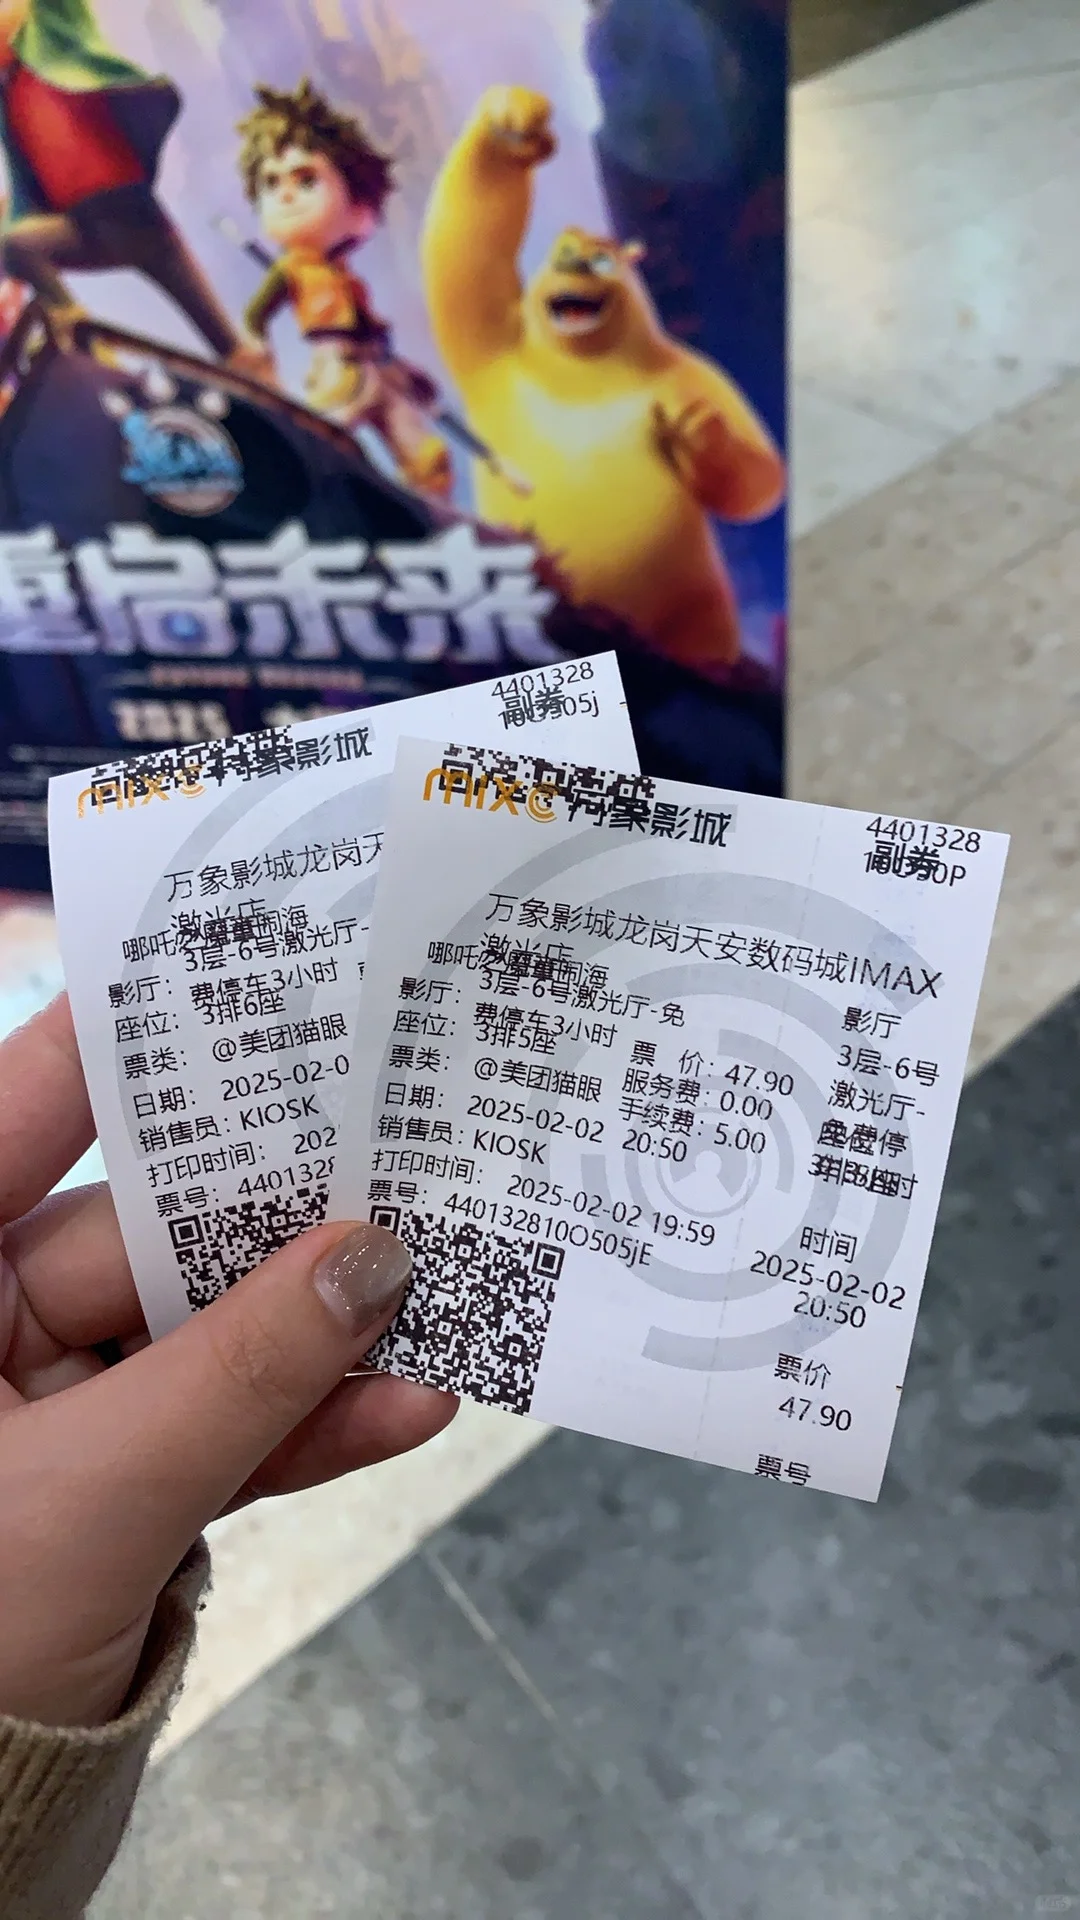 重启未来
2025
4401328
副券
mixc 万象影城
万象影城龙岗天
激光店
哪吒之魔童闹海
3层-6号激光厅-
影厅：
费停车3小时
座位：3排6座
票类：@美团猫眼
日期：2025-02-0
销售员：KIOSK
打印时间：202
票号：440132
mixc 万象影城
4401328
副券
万象影城龙岗天安数码城IMAX
激光店
哪吒之魔童闹海
3层-6号激光厅-免
影厅：
费停车3小时
座位：3排5座
票类：@美团猫眼
票 价：47.90
服务费：0.00
手续费：5.00
日期：2025-02-02 20:50
销售员：KIOSK
打印时间：2025-02-02 19:59
票号：440132810O505jE
影厅
3层-6号
激光厅-
时间
2025-02-02
20:50
票价
47.90
票号